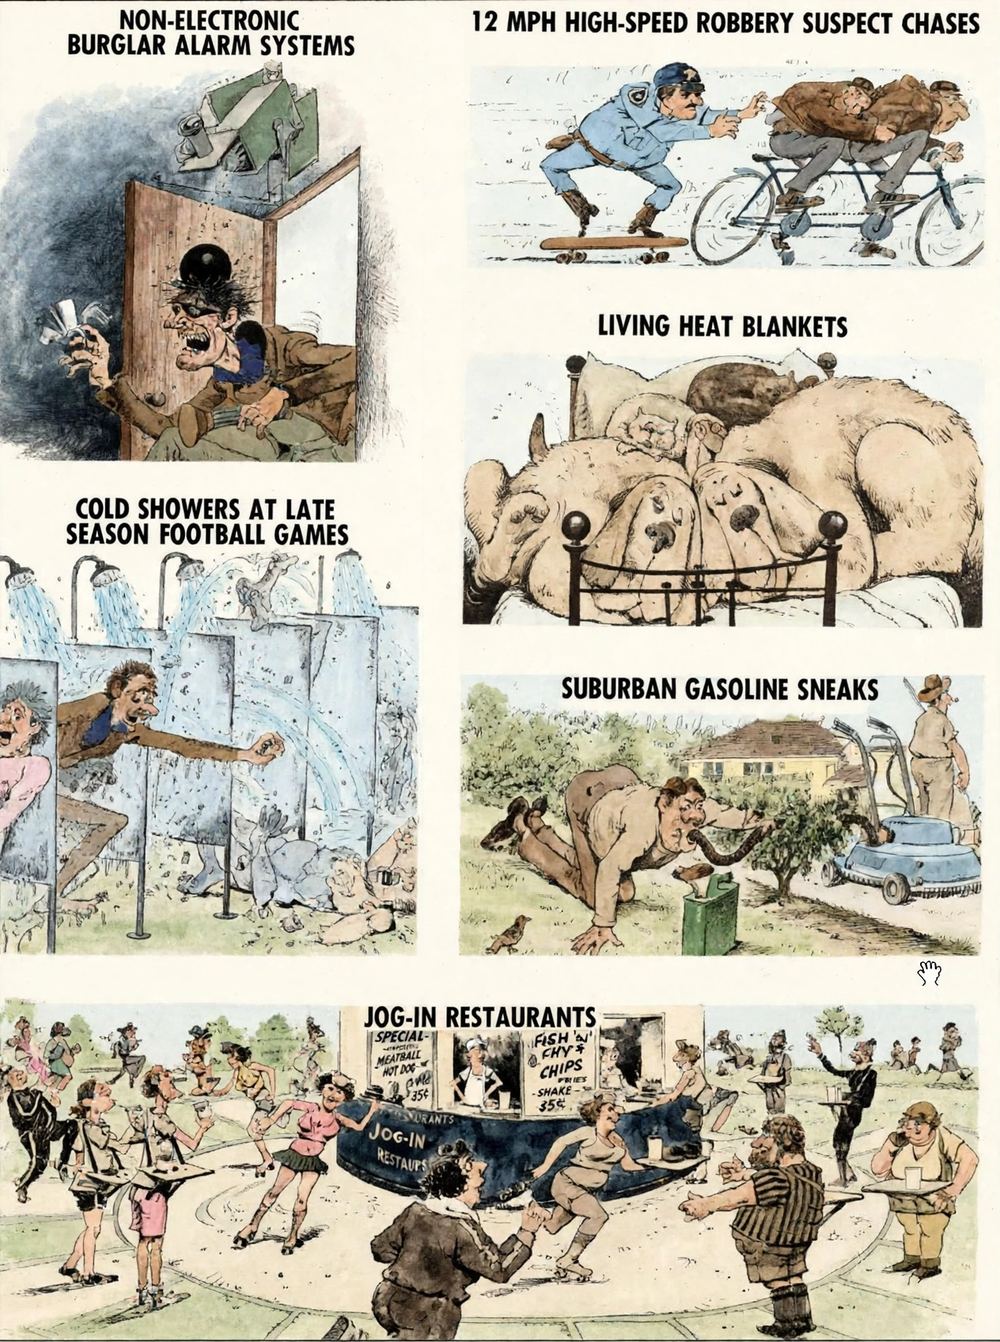 NON-ELECTRONIC
BURGLAR ALARM SYSTEMS
12 MPH HIGH-SPEED ROBBERY SUSPECT CHASES
LIVING HEAT BLANKETS
COLD SHOWERS AT LATE
SEASON FOOTBALL GAMES
SUBURBAN GASOLINE SNEAKS
JOG-IN RESTAURANTS
SPECIAL-
MEATBALL
HOT DOG
35¢
FISH 'N'
CHIPS
-SHAKE-
35¢
JOG-IN